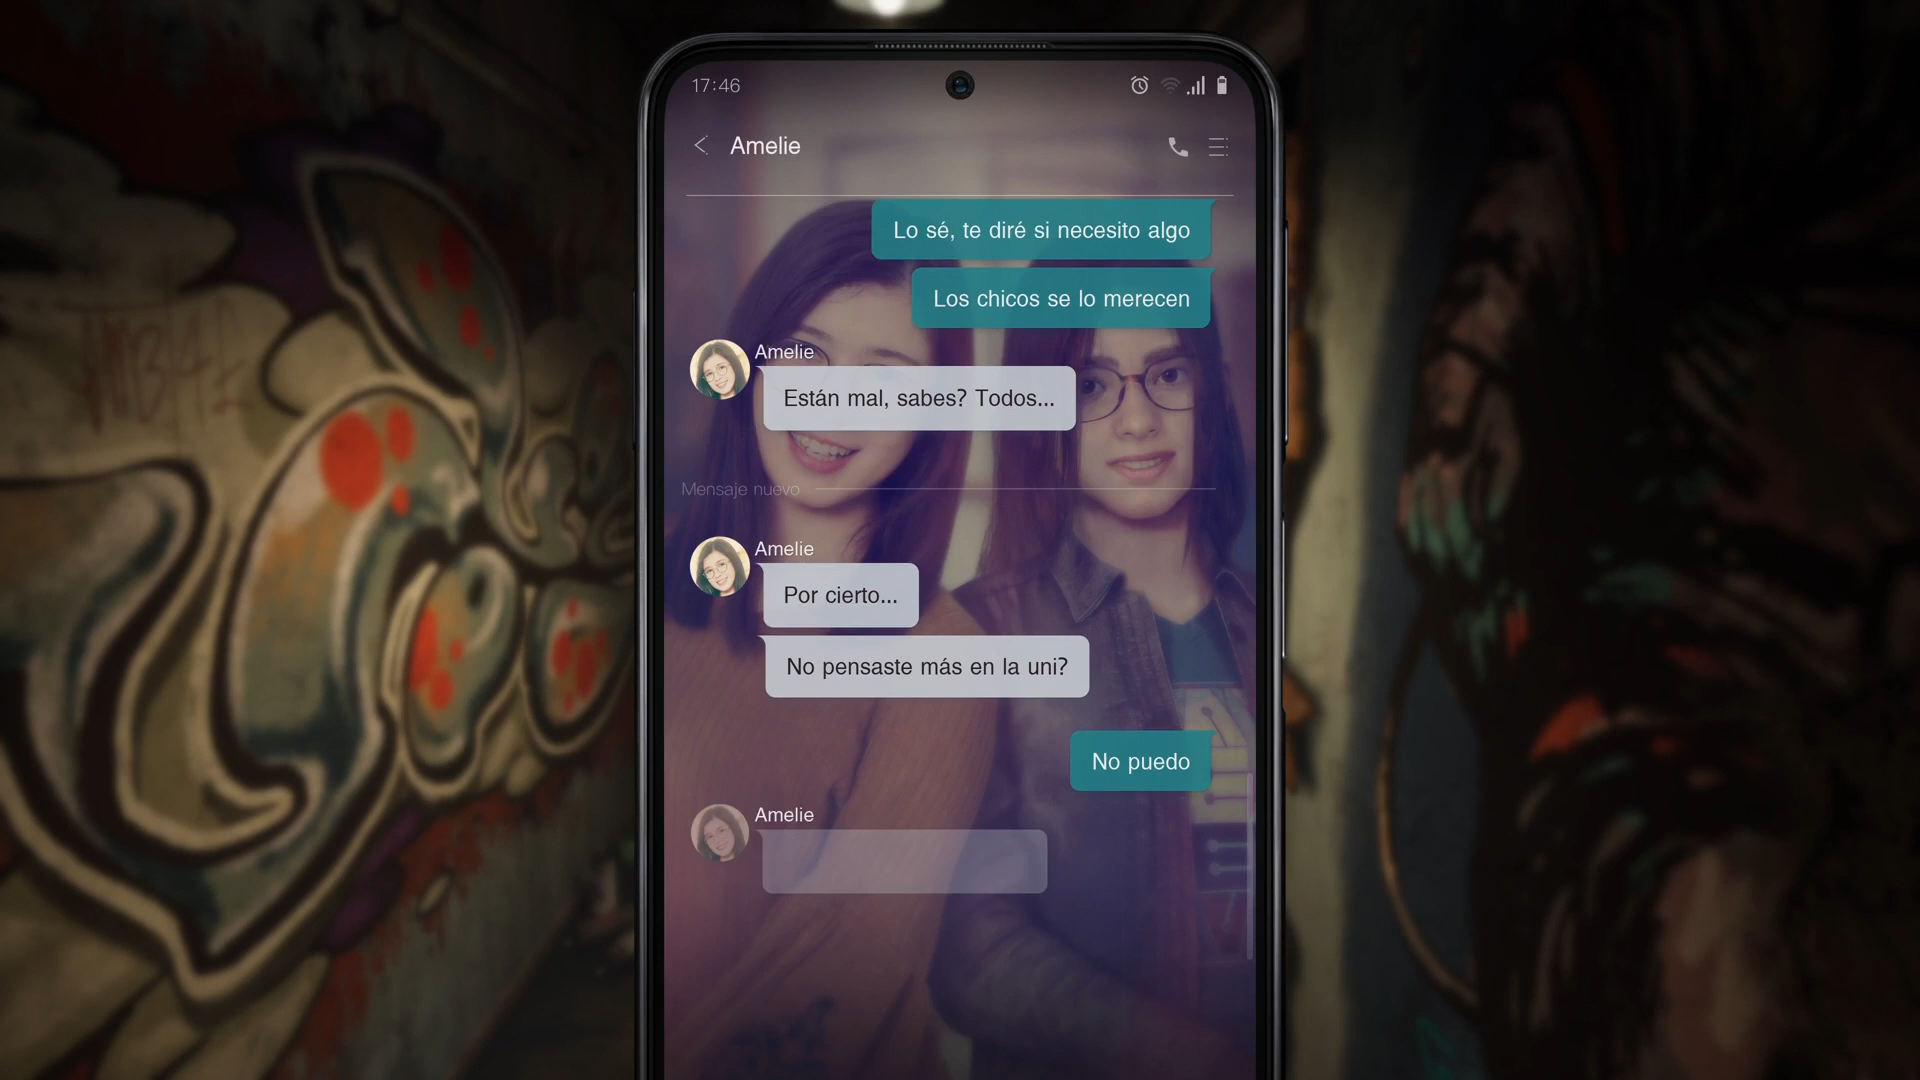 17:46
Amelie
Lo sé, te diré si necesito algo
Los chicos se lo merecen
Amelie
Están mal, sabes? Todos...
Mensaje nuevo
Amelie
Por cierto...
No pensaste más en la uni?
No puedo
Amelie